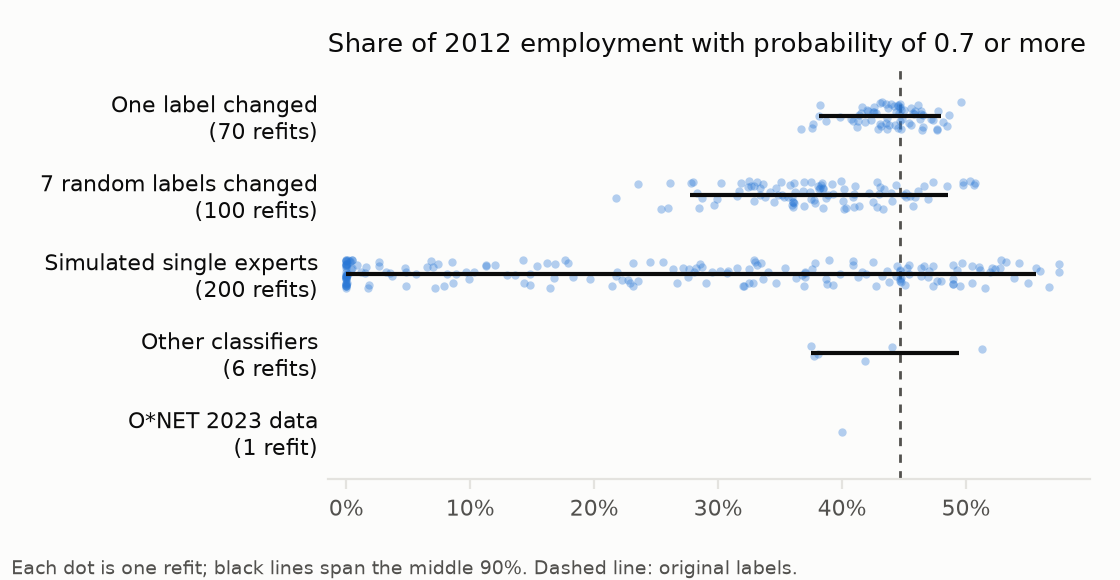 Share of 2012 employment with probability of 0.7 or more
One label changed
(70 refits)
7 random labels changed
(100 refits)
Simulated single experts
(200 refits)
Other classifiers
(6 refits)
O*NET 2023 data
(1 refit)
0% 10% 20% 30% 40% 50%
Each dot is one refit; black lines span the middle 90%. Dashed line: original labels.